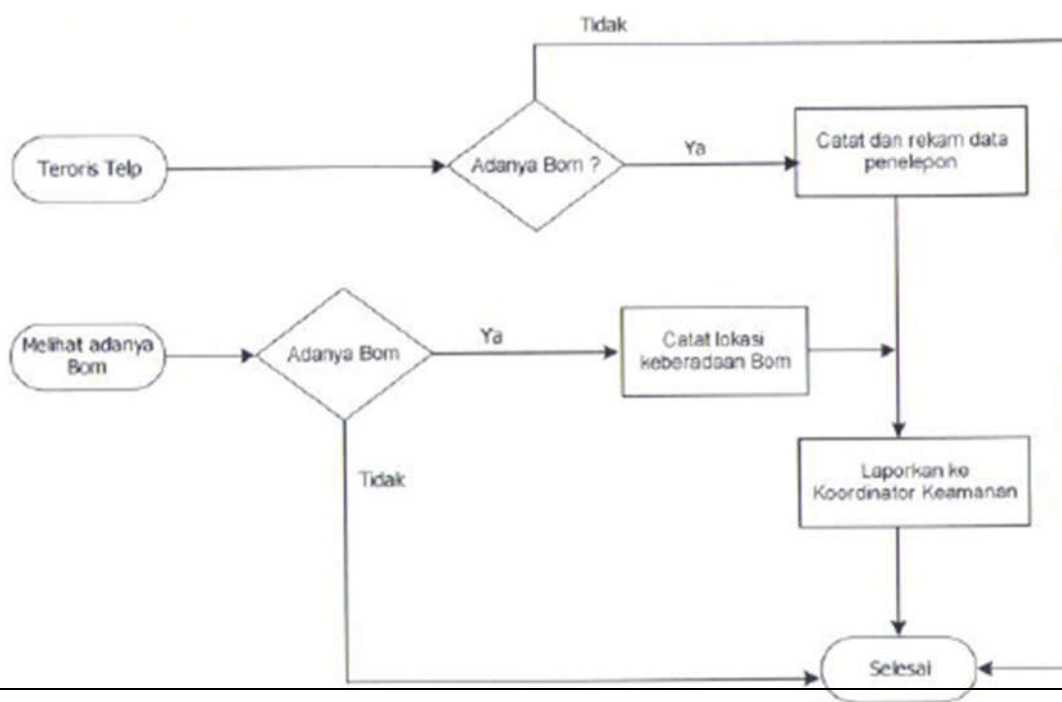 Tidak
Teroris Telp
Adanya Bom ?
Ya
Catat dan rekam data
penelepon
Melihat adanya
Bom
Adanya Bom
Ya
Catat lokasi
keberadaan Bom
Tidak
Laporkan ke
Koordinator Keamanan
Selesai